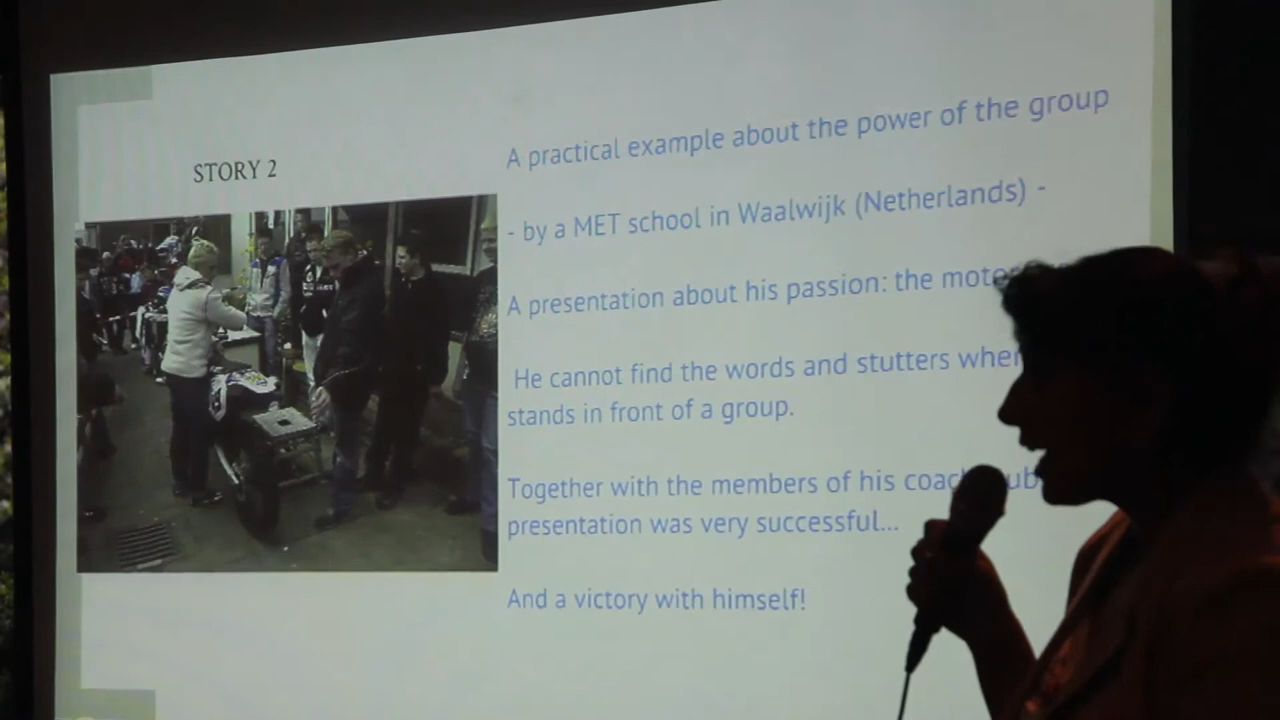 STORY 2
A practical example about the power of the group
- by a MET school in Waalwijk (Netherlands) -
A presentation about his passion: the
He cannot find the words and stutters
stands in front of a group.
Together with the members of his
presentation was very successful...
And a victory with himself!